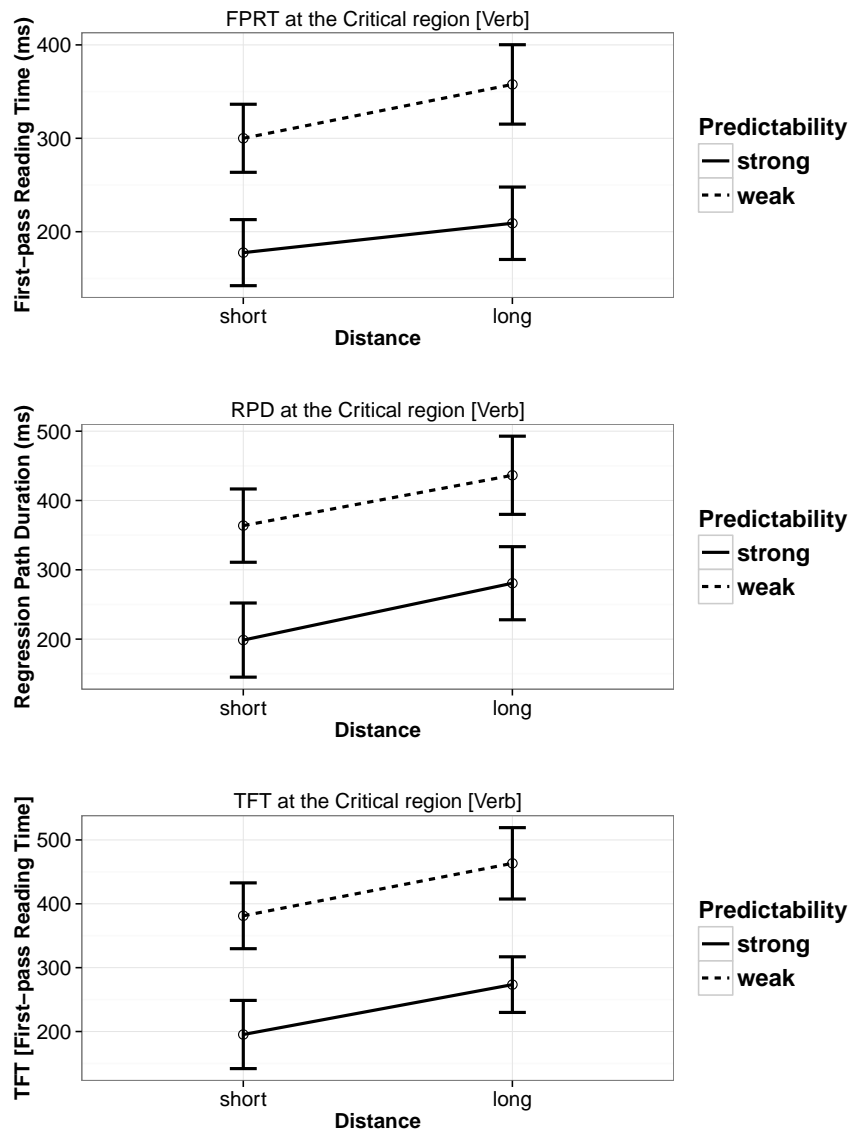 FPRT at the Critical region [Verb]
First−pass Reading Time (ms)
400
300
200
short long
Distance
Predictability
strong
weak
RPD at the Critical region [Verb]
Regression Path Duration (ms)
500
400
300
200
short long
Distance
Predictability
strong
weak
TFT at the Critical region [Verb]
TFT [First−pass Reading Time]
500
400
300
200
short long
Distance
Predictability
strong
weak